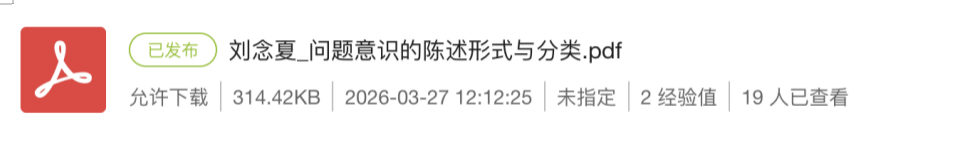 已发布 刘念夏_问题意识的陈述形式与分类.pdf
允许下载 314.42KB 2026-03-27 12:12:25 未指定 2 经验值 19 人已查看